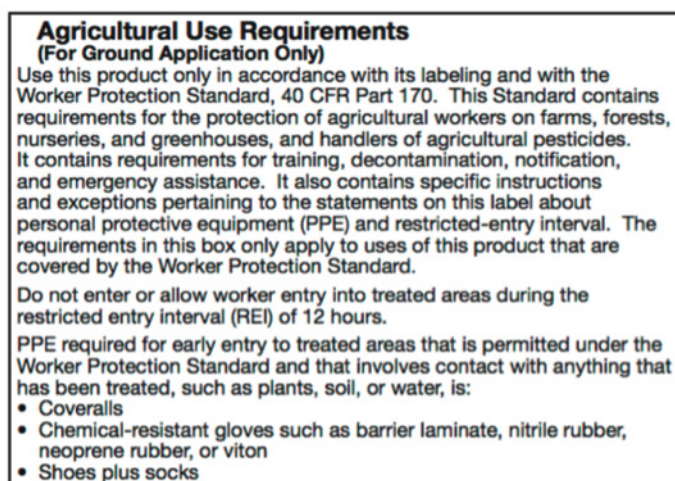 Agricultural Use Requirements
(For Ground Application Only)
Use this product only in accordance with its labeling and with the
Worker Protection Standard, 40 CFR Part 170.  This Standard contains
requirements for the protection of agricultural workers on farms, forests,
nurseries, and greenhouses, and handlers of agricultural pesticides.
It contains requirements for training, decontamination, notification,
and emergency assistance.  It also contains specific instructions
and exceptions pertaining to the statements on this label about
personal protective equipment (PPE) and restricted-entry interval.  The
requirements in this box only apply to uses of this product that are
covered by the Worker Protection Standard.
Do not enter or allow worker entry into treated areas during the
restricted entry interval (REI) of 12 hours.
PPE required for early entry to treated areas that is permitted under the
Worker Protection Standard and that involves contact with anything that
has been treated, such as plants, soil, or water, is:
• Coveralls
• Chemical-resistant gloves such as barrier laminate, nitrile rubber,
neoprene rubber, or viton
• Shoes plus socks